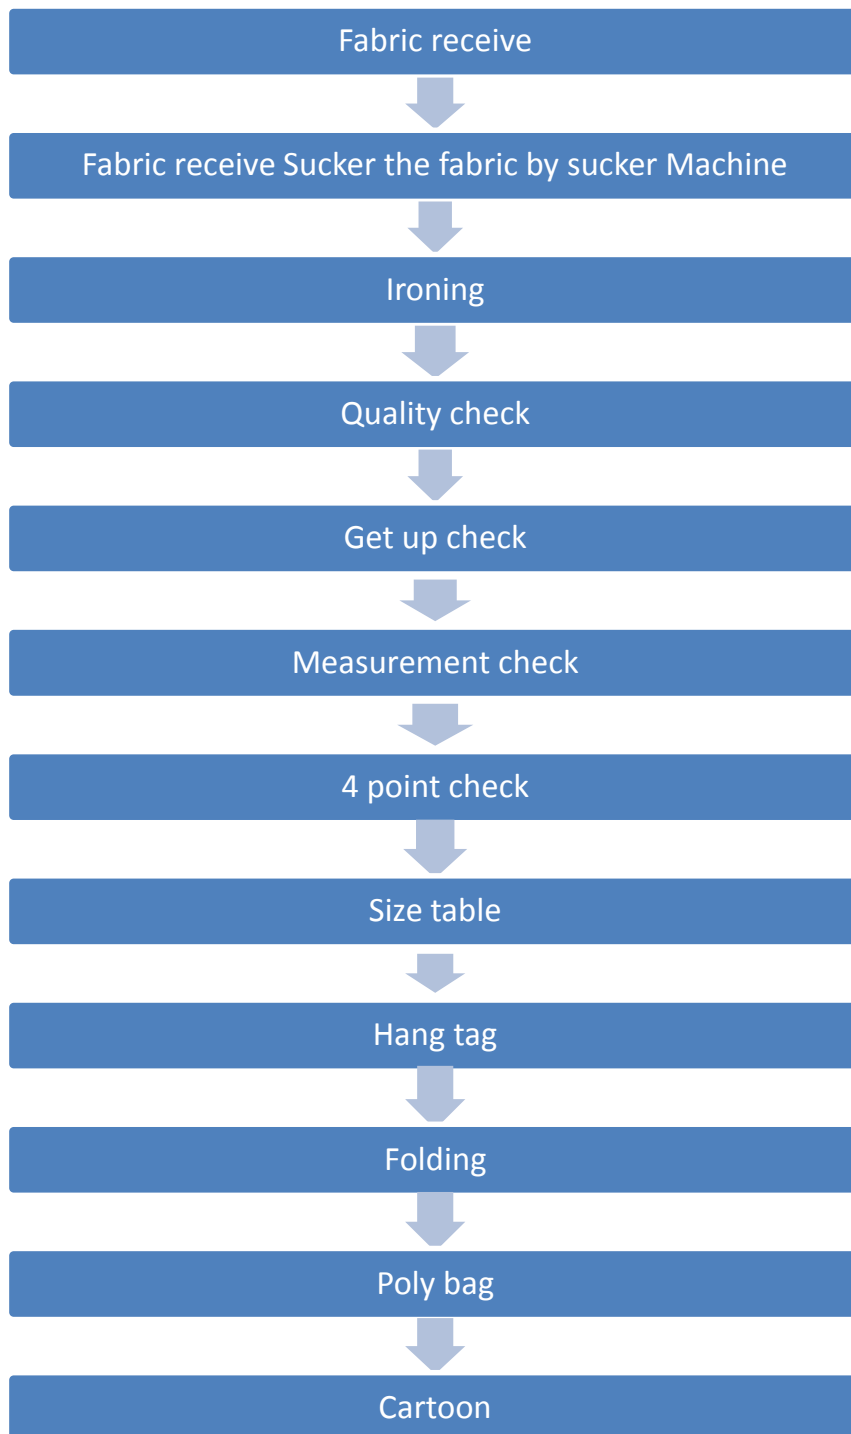 Fabric receive
Fabric receive Sucker the fabric by sucker Machine
Ironing
Quality check
Get up check
Measurement check
4 point check
Size table
Hang tag
Folding
Poly bag
Cartoon